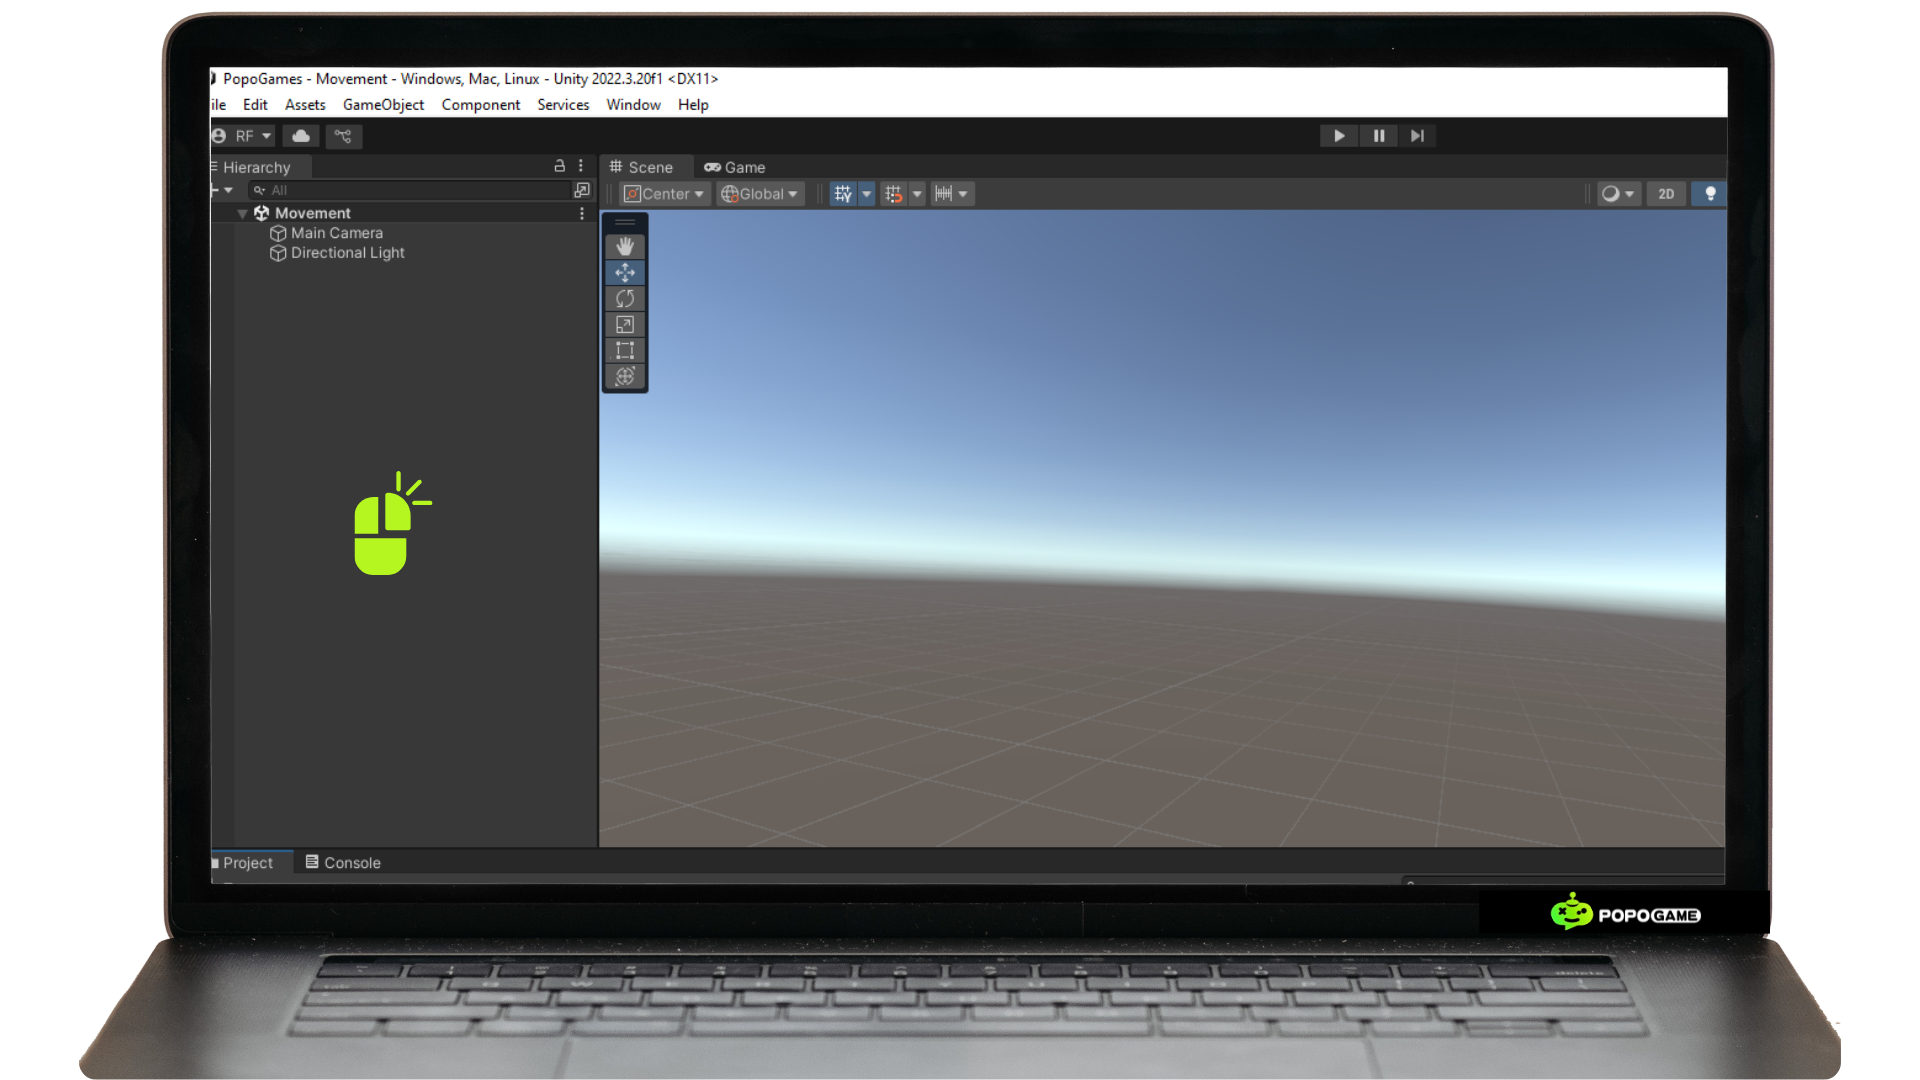 PopoGames - Movement - Windows, Mac, Linux - Unity 2022.3.20f1 <DX11>
ile Edit Assets GameObject Component Services Window Help
RF
Hierarchy
Scene Game
All
Center Global 2D
Movement
Main Camera
Directional Light
Project Console
POPOGAME
delete